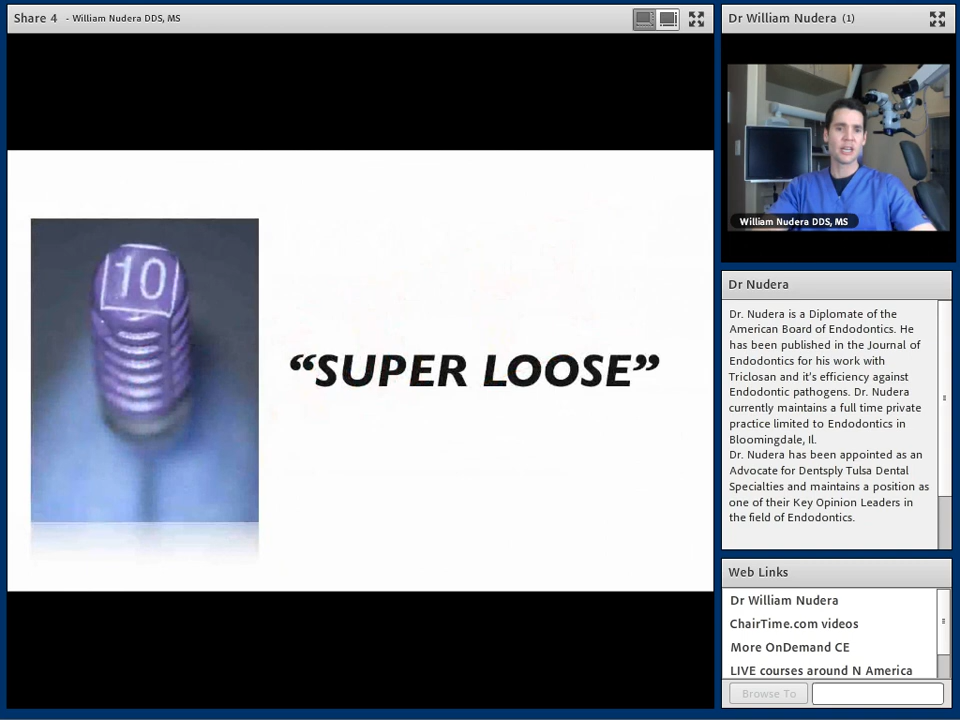 Share 4 - William Nudera DDS, MS
10
“SUPER LOOSE”
Dr William Nudera (1)
William Nudera DDS, MS
Dr Nudera
Dr. Nudera is a Diplomate of the
American Board of Endodontics. He
has been published in the Journal of
Endodontics for his work with
Triclosan and it's efficiency against
Endodontic pathogens. Dr. Nudera
currently maintains a full time private
practice limited to Endodontics in
Bloomingdale, Il.
Dr. Nudera has been appointed as an
Advocate for Dentsply Tulsa Dental
Specialties and maintains a position as
one of their Key Opinion Leaders in
the field of Endodontics.
Web Links
Dr William Nudera
ChairTime.com videos
More OnDemand CE
LIVE courses around N America
Browse To